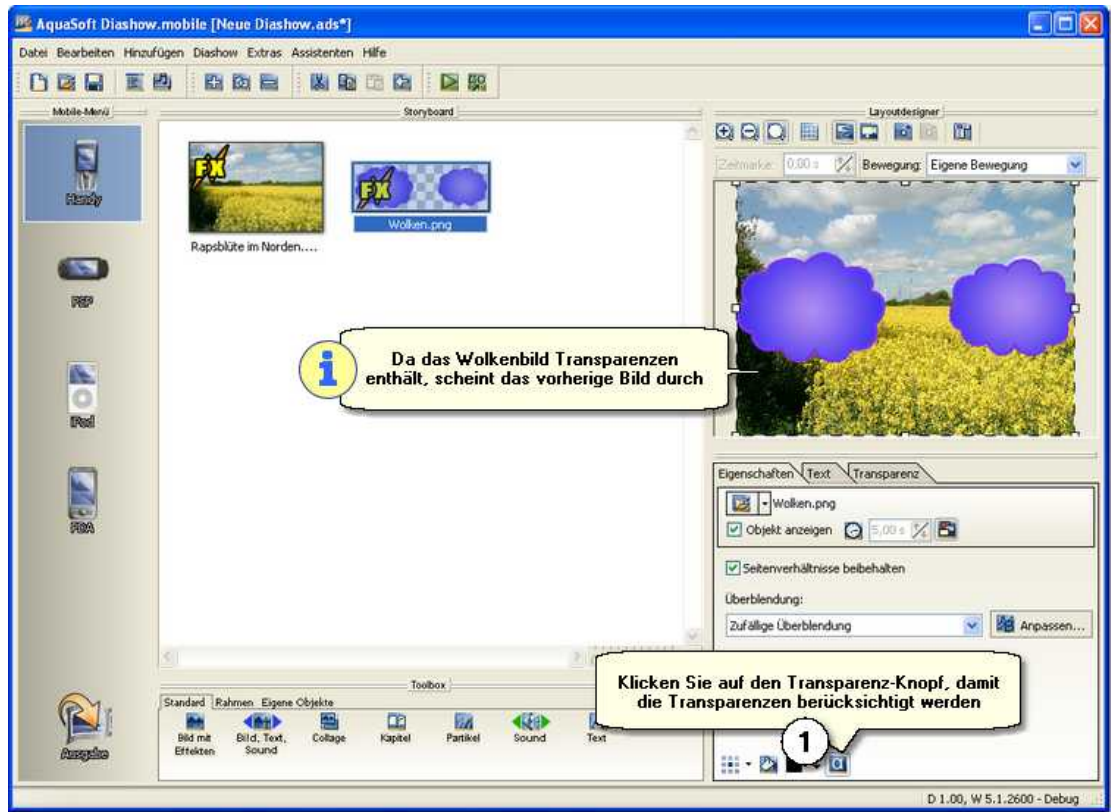 AquaSoft Diashow.mobile [Neue Diashow.ads*]
Datei Bearbeiten Hinzufügen Diashow Extras Assistenten Hilfe
Mobile-Menü
Storyboard
Layoutdesigner
Zeitmarke: 0,00 s Bewegung: Eigene Bewegung
Handy
FX
FX
Rapsblüte im Norden....
Wolken.png
PSP
iPod
PDA
i
Da das Wolkenbild Transparenzen
enthält, scheint das vorherige Bild durch
Eigenschaften Text Transparenz
Wolken.png
Objekt anzeigen 5,00 s
Seitenverhältnisse beibehalten
Überblendung:
Zufällige Überblendung Anpassen...
Toolbox
Standard Rahmen Eigene Objekte
Bild mit
Effekten
Bild, Text,
Sound
Collage
Kapitel
Partikel
Sound
Text
Klicken Sie auf den Transparenz-Knopf, damit
die Transparenzen berücksichtigt werden
1
Ausgabe
D 1.00, W 5.1.2600 - Debug